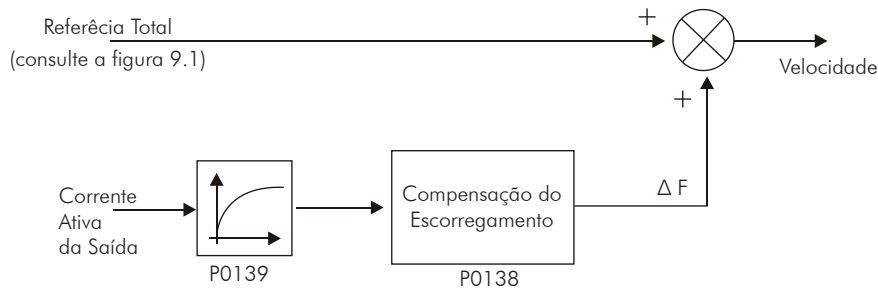 Referêcia Total
(consulte a figura 9.1)
+
Velocidade
+
Δ F
Corrente
Ativa
da Saída
P0139
Compensação do
Escorregamento
P0138